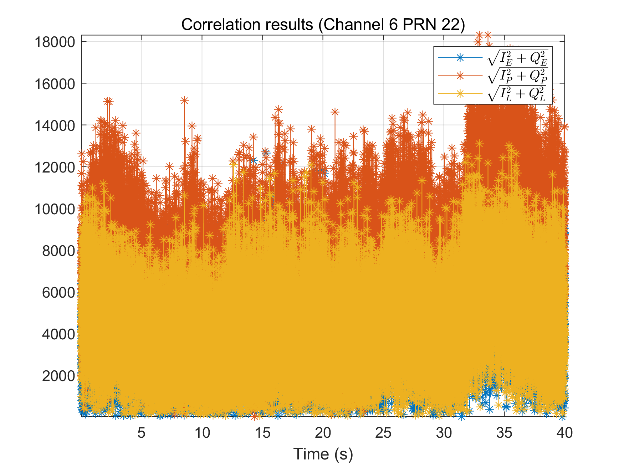 Correlation results (Channel 6 PRN 22)
18000
16000
14000
12000
10000
8000
6000
4000
2000
√I_E^2 + Q_E^2
√I_P^2 + Q_P^2
√I_L^2 + Q_L^2
5 10 15 20 25 30 35 40
Time (s)